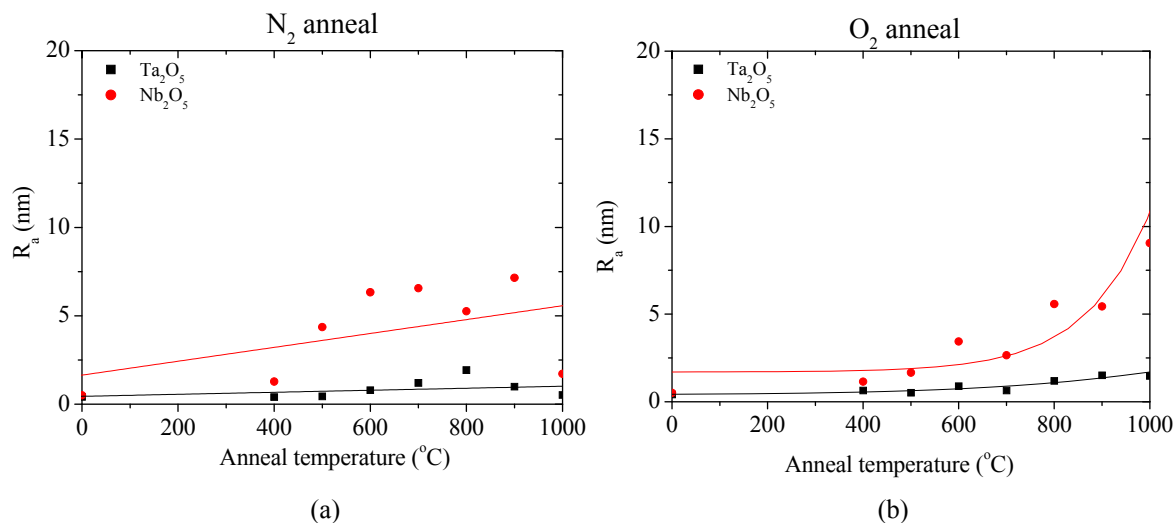 N₂ anneal
20
15
10
5
0
Ta₂O₅
Nb₂O₅
Rₐ (nm)
0 200 400 600 800 1000
Anneal temperature (°C)
(a)
O₂ anneal
20
15
10
5
0
Ta₂O₅
Nb₂O₅
Rₐ (nm)
0 200 400 600 800 1000
Anneal temperature (°C)
(b)